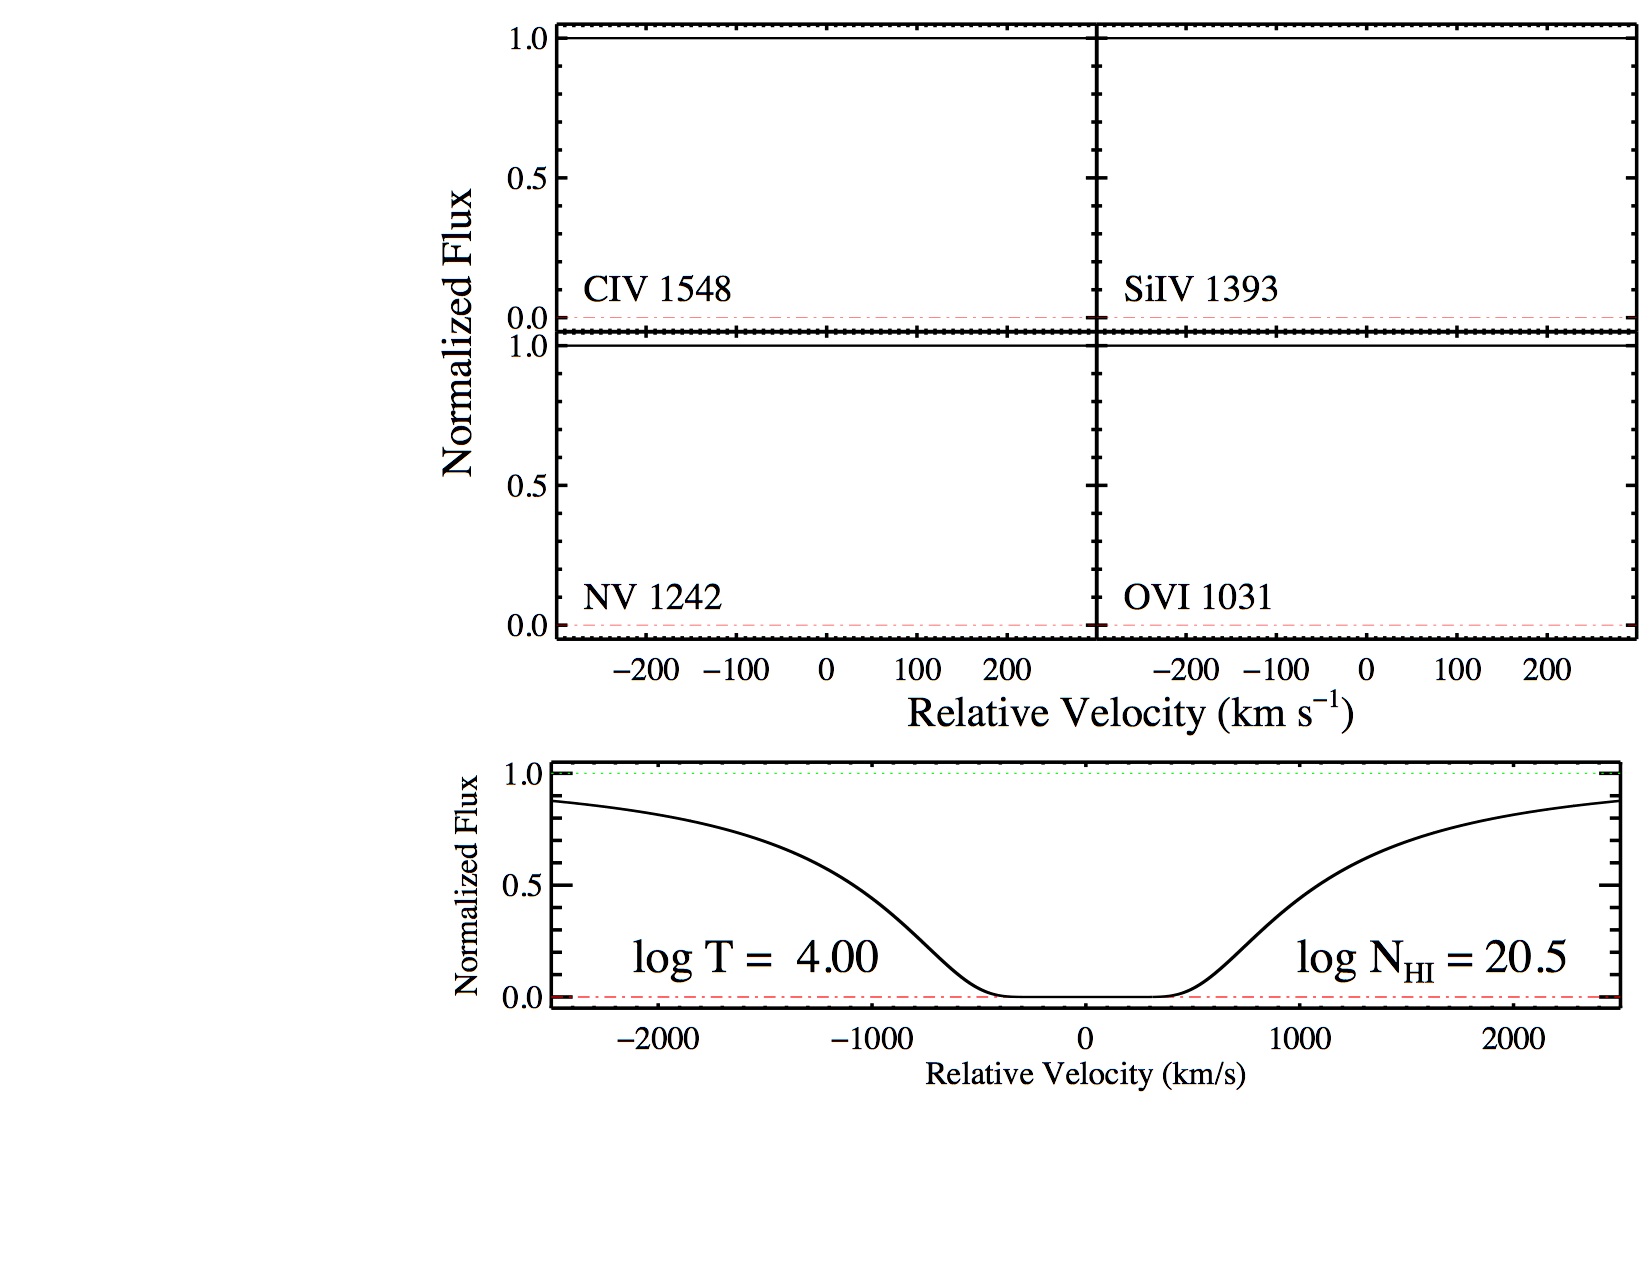 1.0
0.5
CIV 1548
SiIV 1393
0.0
1.0
Normalized Flux
0.5
NV 1242
OVI 1031
0.0
−200 −100 0 100 200 −200 −100 0 100 200
Relative Velocity (km s⁻¹)
1.0
Normalized Flux
0.5
log T = 4.00
log N_HI = 20.5
0.0
−2000 −1000 0 1000 2000
Relative Velocity (km/s)